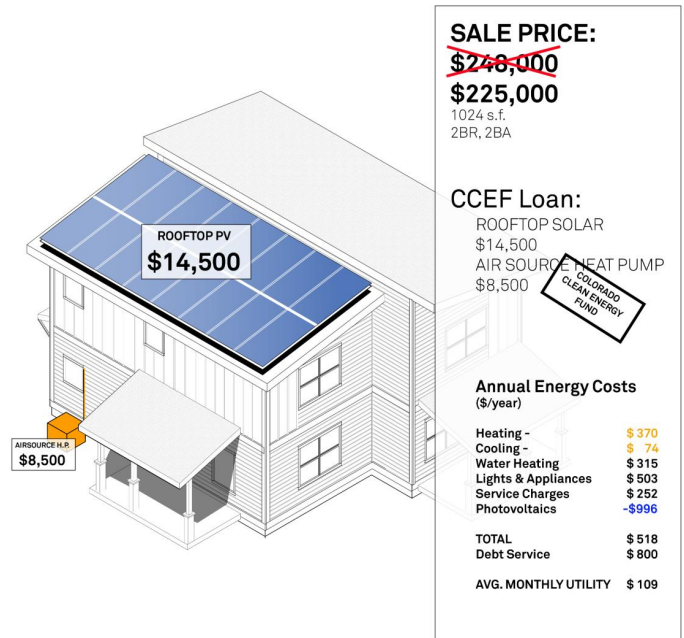 SALE PRICE:
$248,000
$225,000
1024 s.f.
2BR, 2BA
CCEF Loan:
ROOFTOP SOLAR
$14,500
AIR SOURCE HEAT PUMP
$8,500
COLORADO
CLEAN ENERGY
FUND
ROOFTOP PV
$14,500
AIRSOURCE H.P.
$8,500
Annual Energy Costs
($/year)
Heating - $ 370
Cooling - $ 74
Water Heating $ 315
Lights & Appliances $ 503
Service Charges $ 252
Photovoltaics -$996
TOTAL $ 518
Debt Service $ 800
AVG. MONTHLY UTILITY $ 109